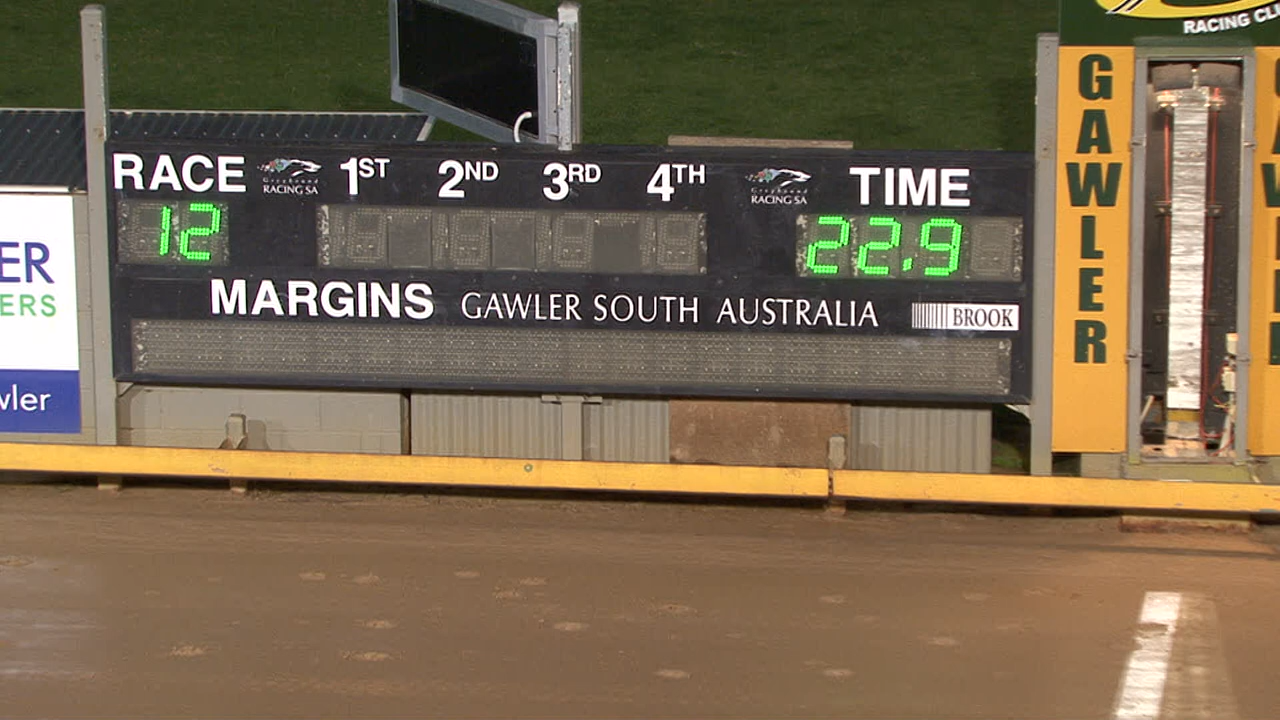 RACING CLU
GAWLER
RACE
Greyhound
RACING SA
1ST 2ND 3RD 4TH
Greyhound
RACING SA
TIME
12
22.9
MARGINS GAWLER SOUTH AUSTRALIA BROOK
ER
ERS
wler